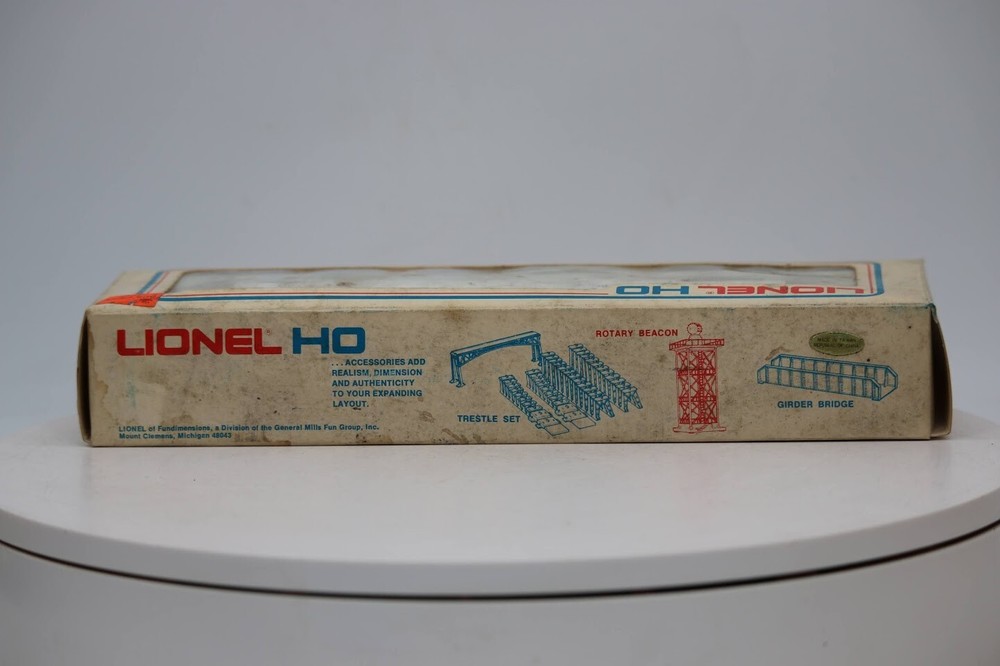 LIONEL HO
LIONEL HO
...ACCESSORIES ADD
REALISM, DIMENSION
AND AUTHENTICITY
TO YOUR EXPANDING
LAYOUT.
LIONEL of Fundimensions, a Division of the General Mills Fun Group, Inc.
Mount Clemens, Michigan 48043
TRESTLE SET
ROTARY BEACON
GIRDER BRIDGE